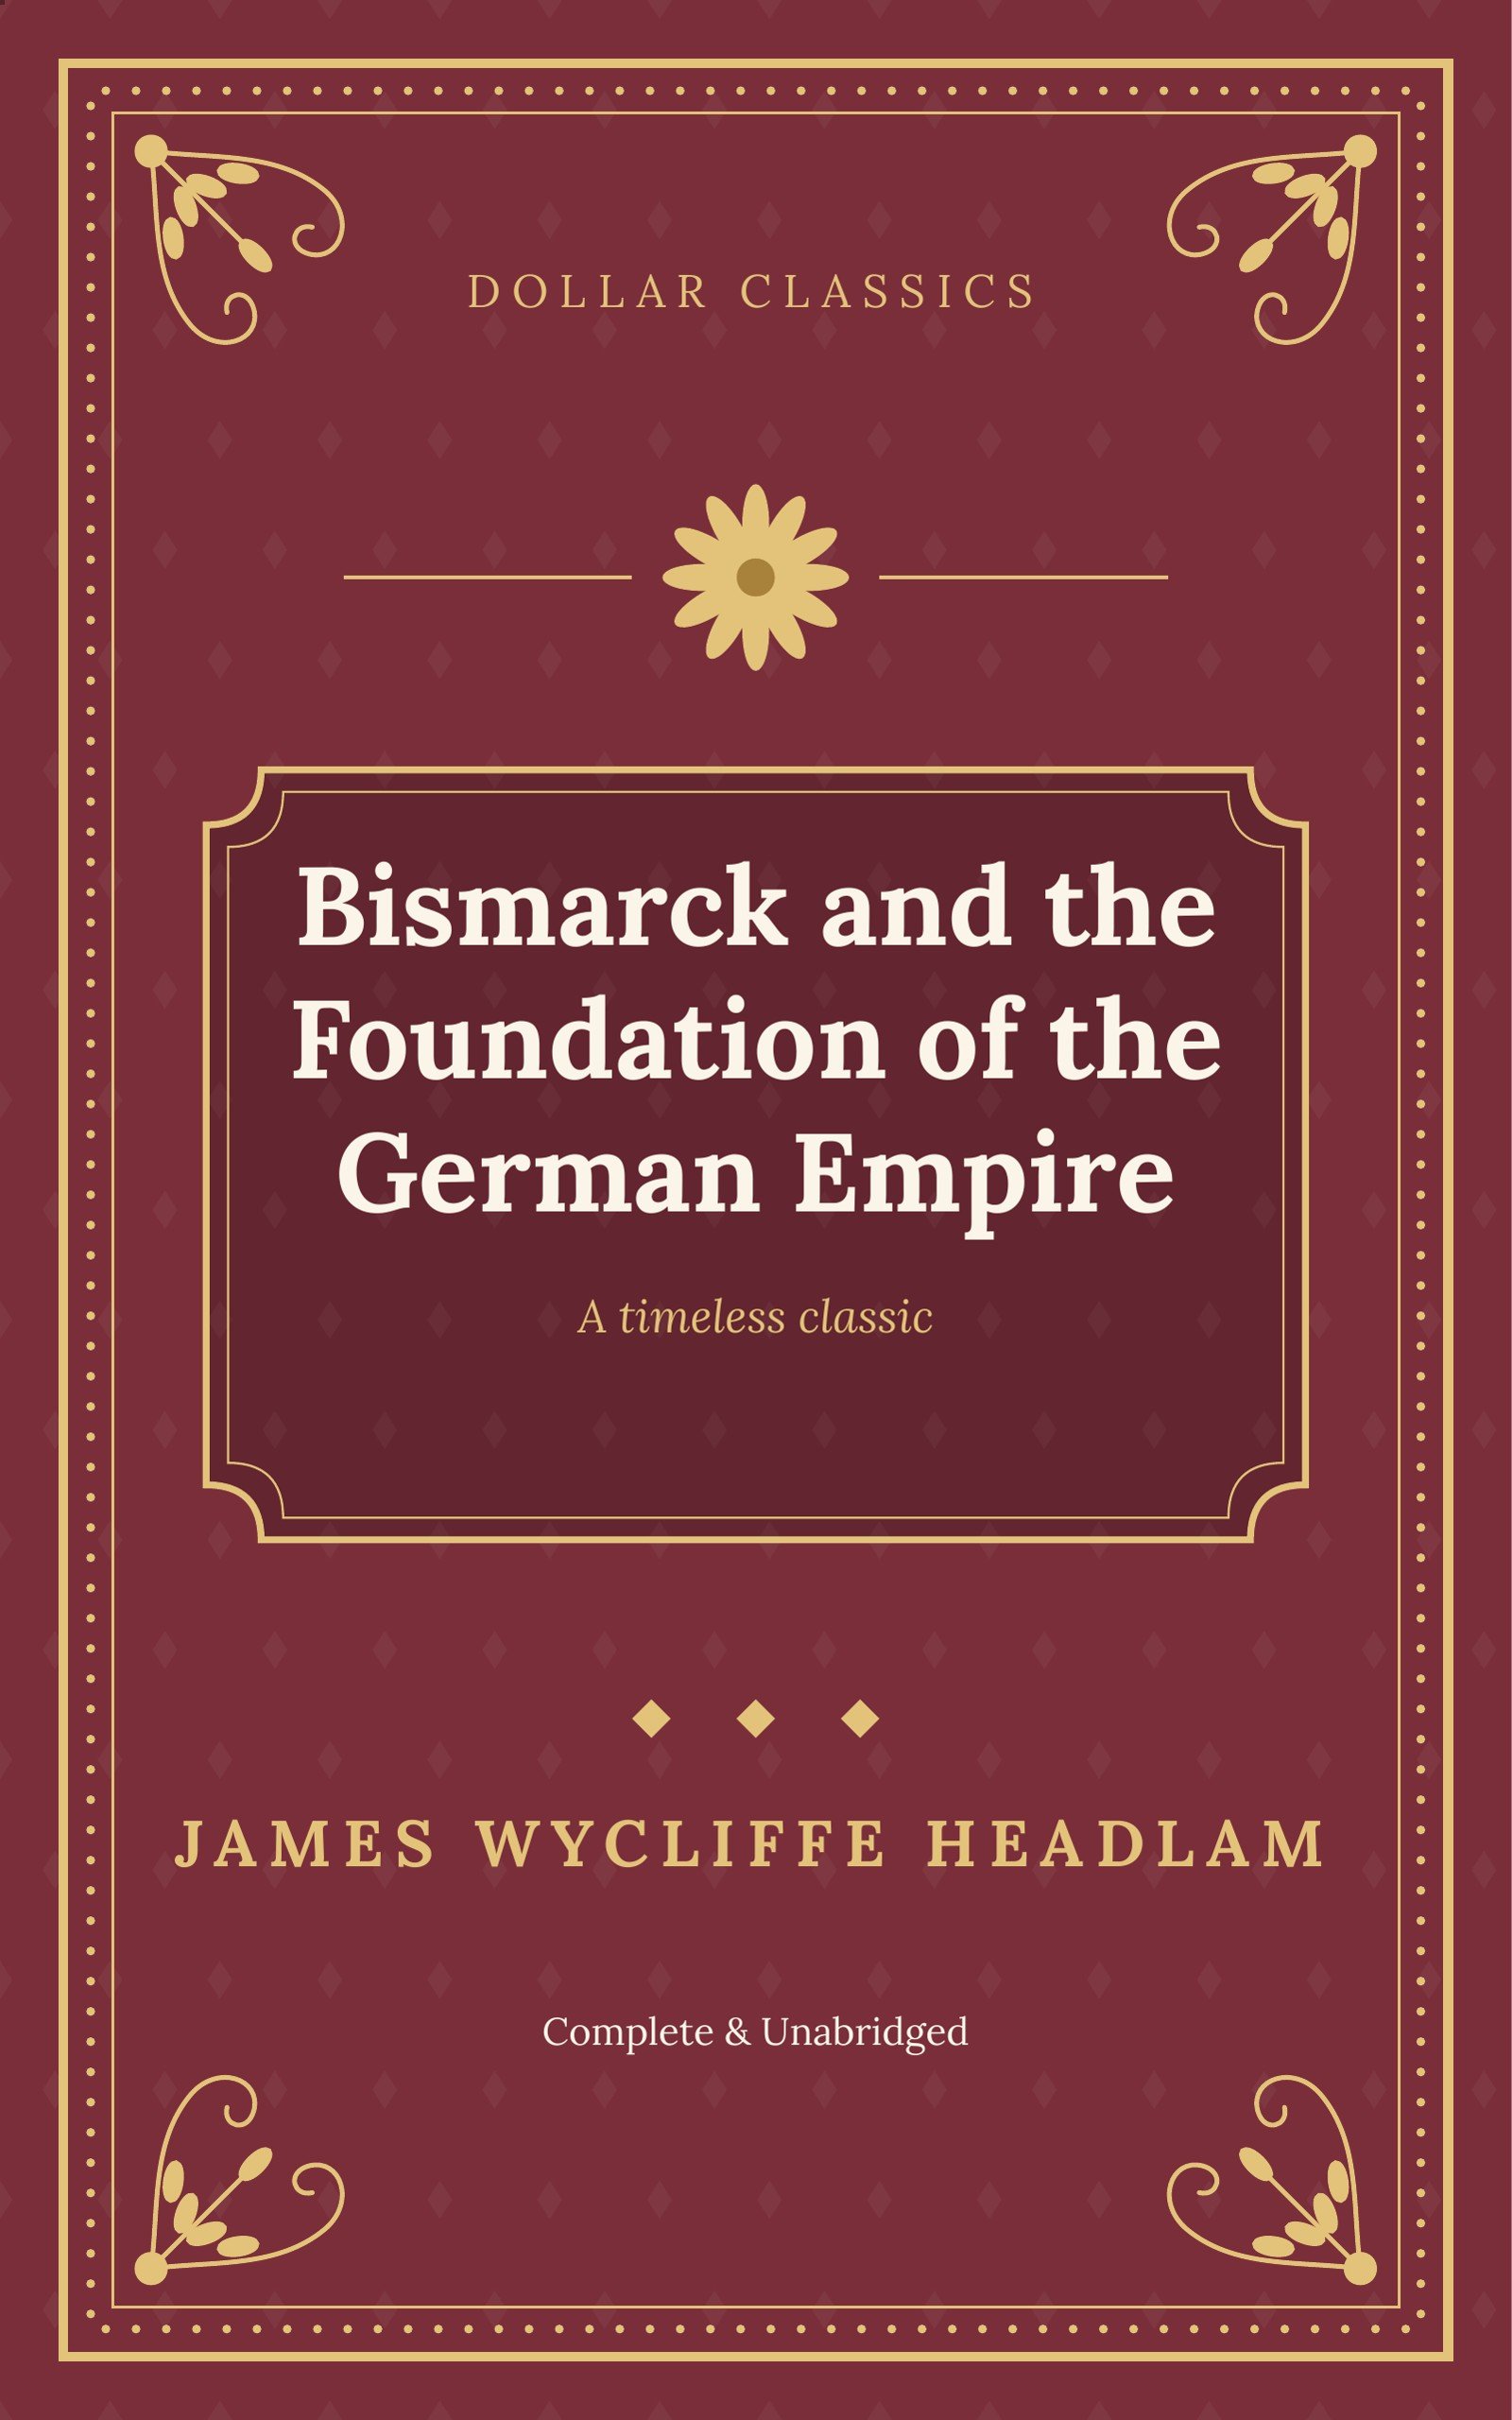 DOLLAR CLASSICS
Bismarck and the
Foundation of the
German Empire
A timeless classic
JAMES WYCLIFFE HEADLAM
Complete & Unabridged